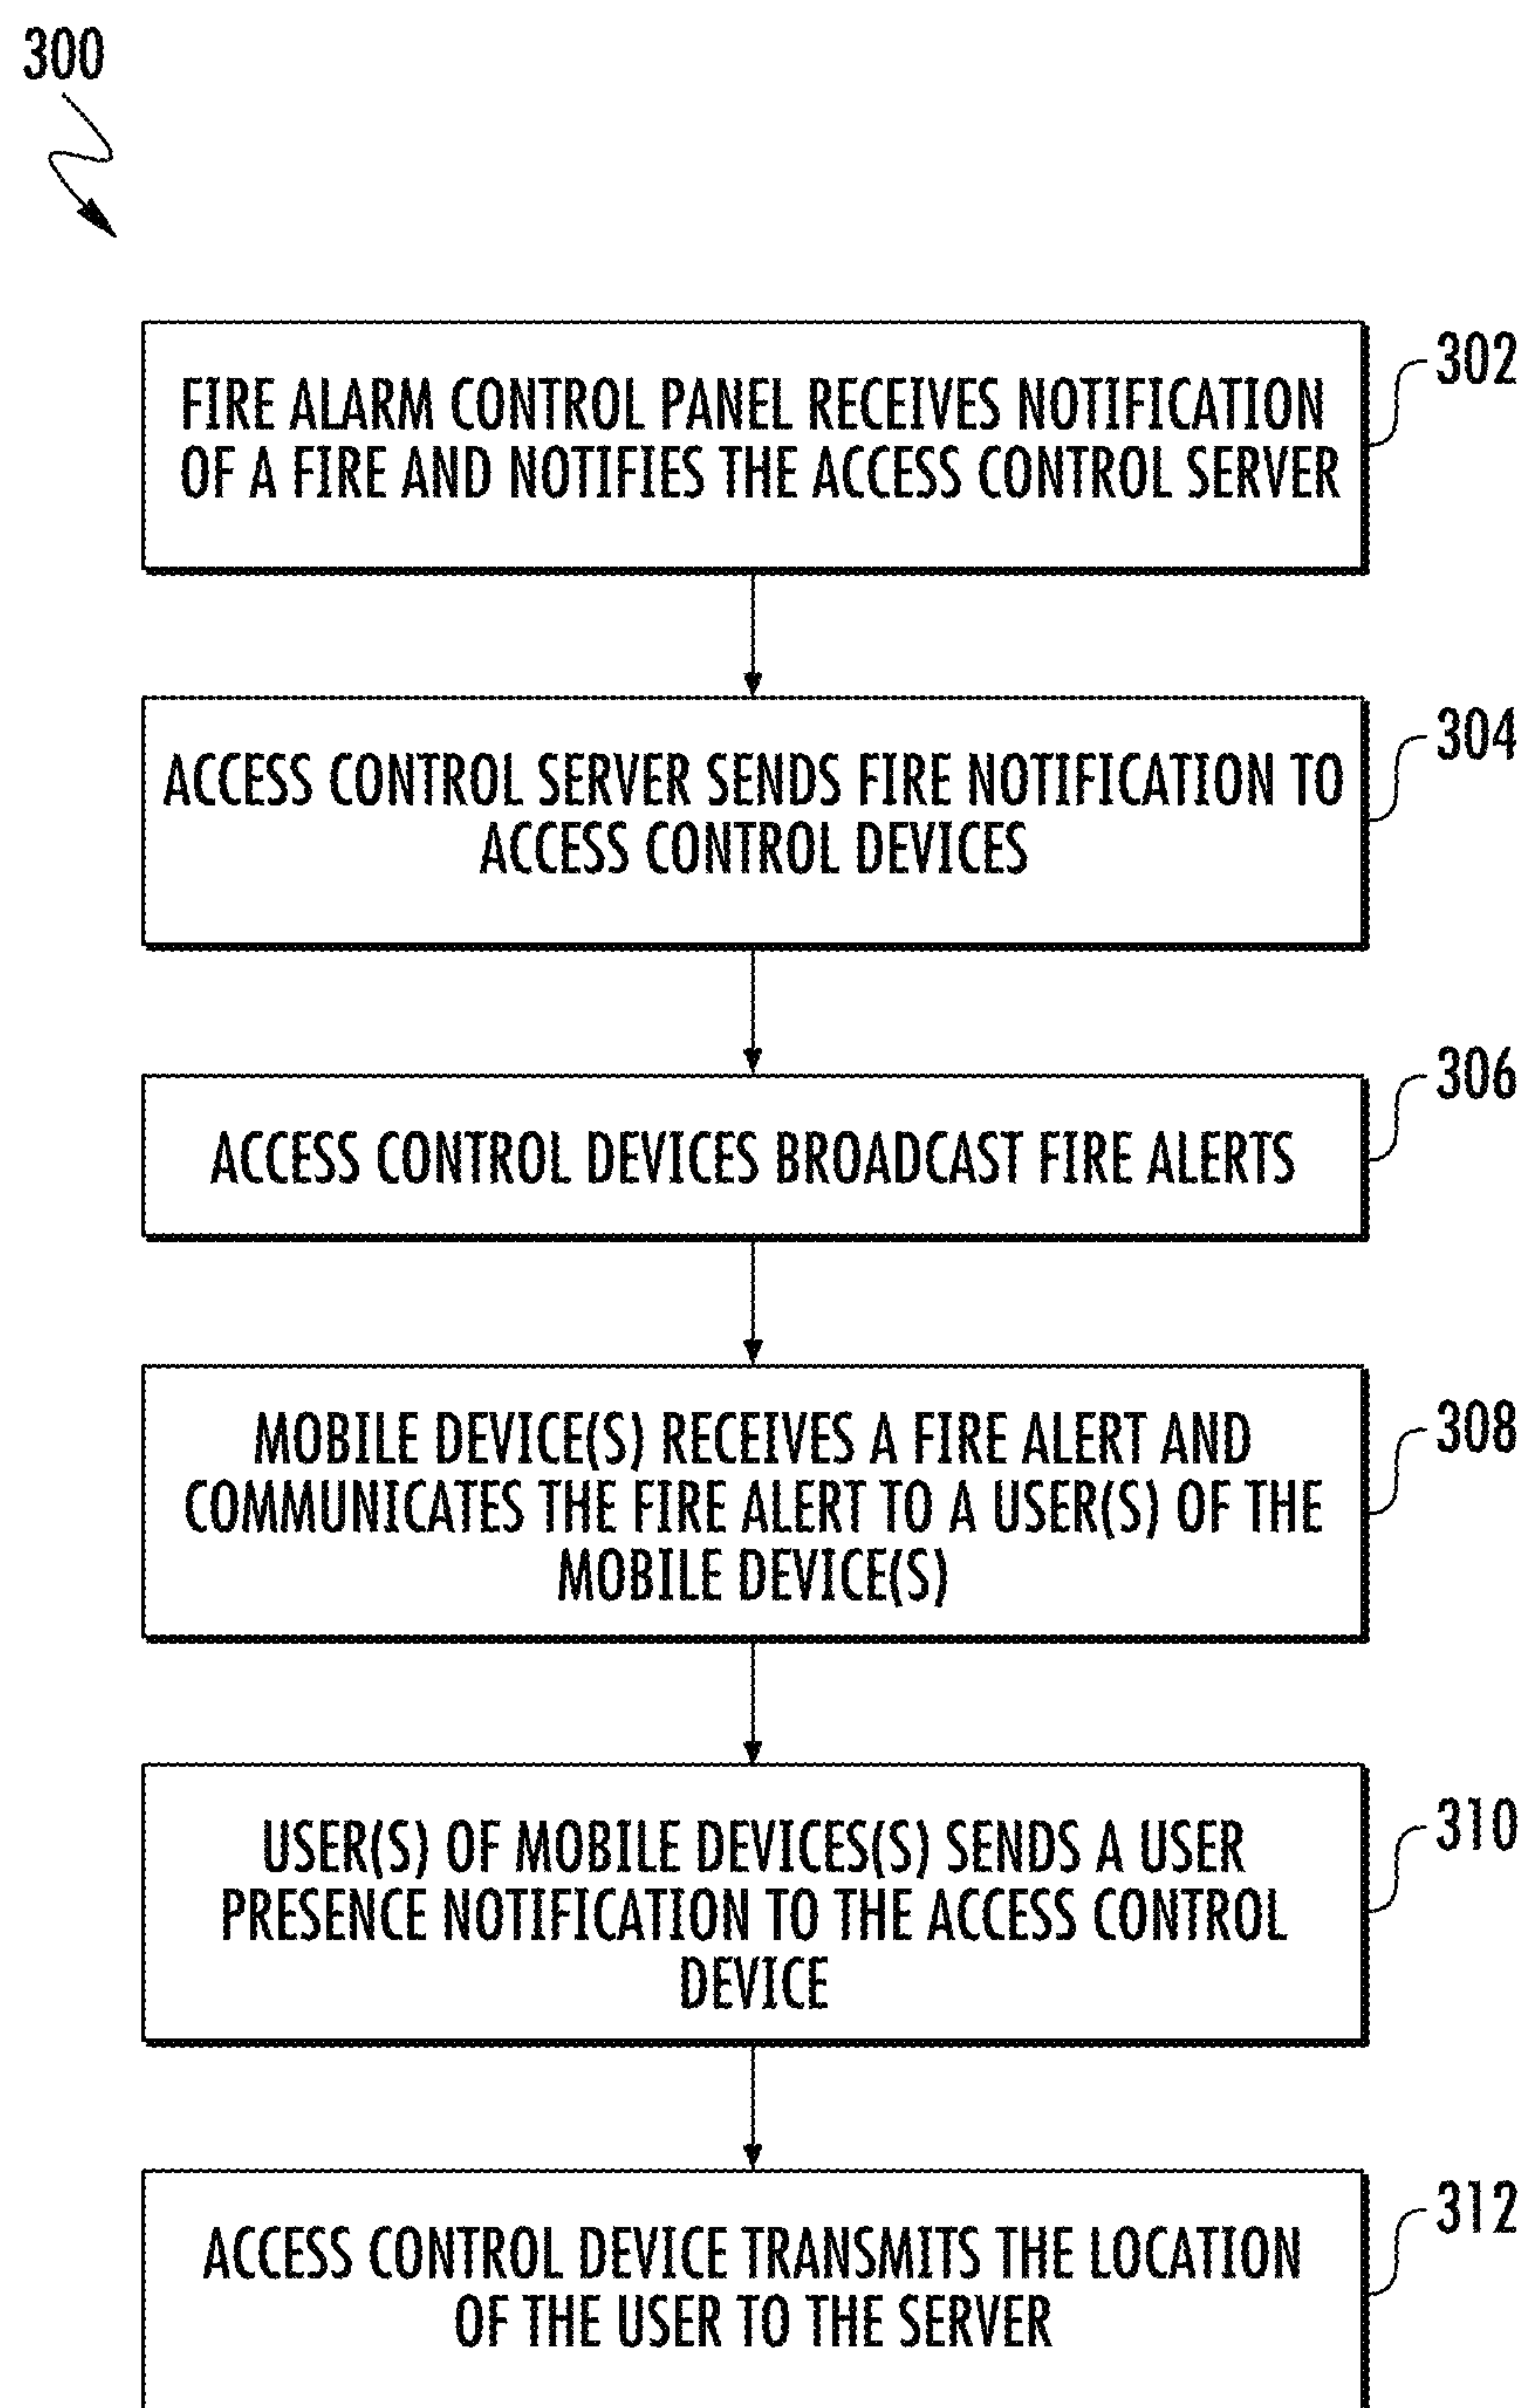 300
FIRE ALARM CONTROL PANEL RECEIVES NOTIFICATION
OF A FIRE AND NOTIFIES THE ACCESS CONTROL SERVER
302
ACCESS CONTROL SERVER SENDS FIRE NOTIFICATION TO
ACCESS CONTROL DEVICES
304
ACCESS CONTROL DEVICES BROADCAST FIRE ALERTS
306
MOBILE DEVICE(S) RECEIVES A FIRE ALERT AND
COMMUNICATES THE FIRE ALERT TO A USER(S) OF THE
MOBILE DEVICE(S)
308
USER(S) OF MOBILE DEVICES(S) SENDS A USER
PRESENCE NOTIFICATION TO THE ACCESS CONTROL
DEVICE
310
ACCESS CONTROL DEVICE TRANSMITS THE LOCATION
OF THE USER TO THE SERVER
312